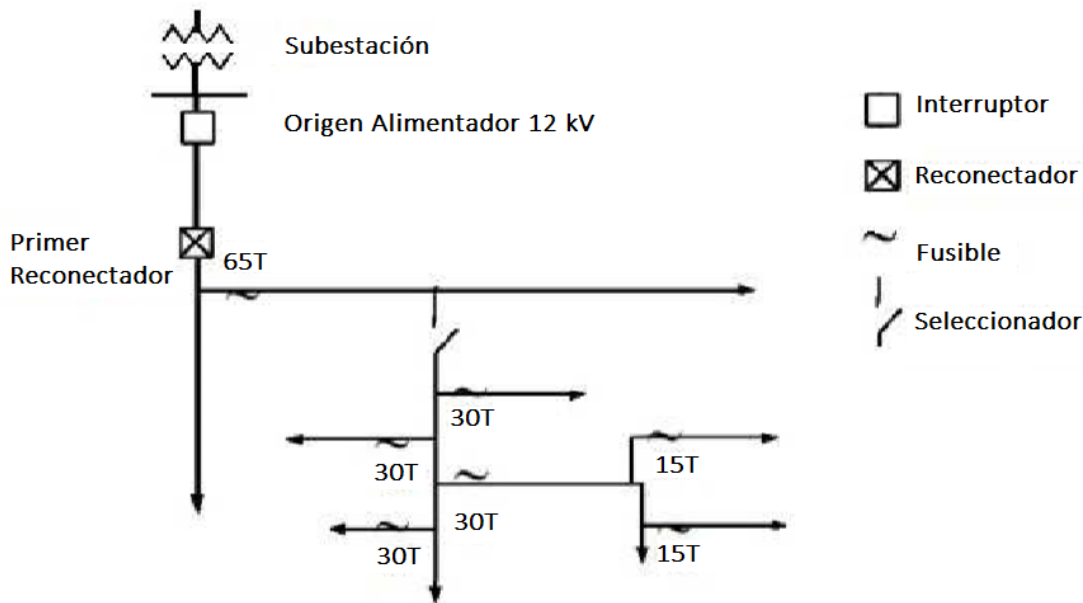 Subestación
Origen Alimentador 12 kV
Primer
Reconectador
65T
30T
30T
30T
30T
15T
15T
Interruptor
Reconectador
Fusible
Seleccionador